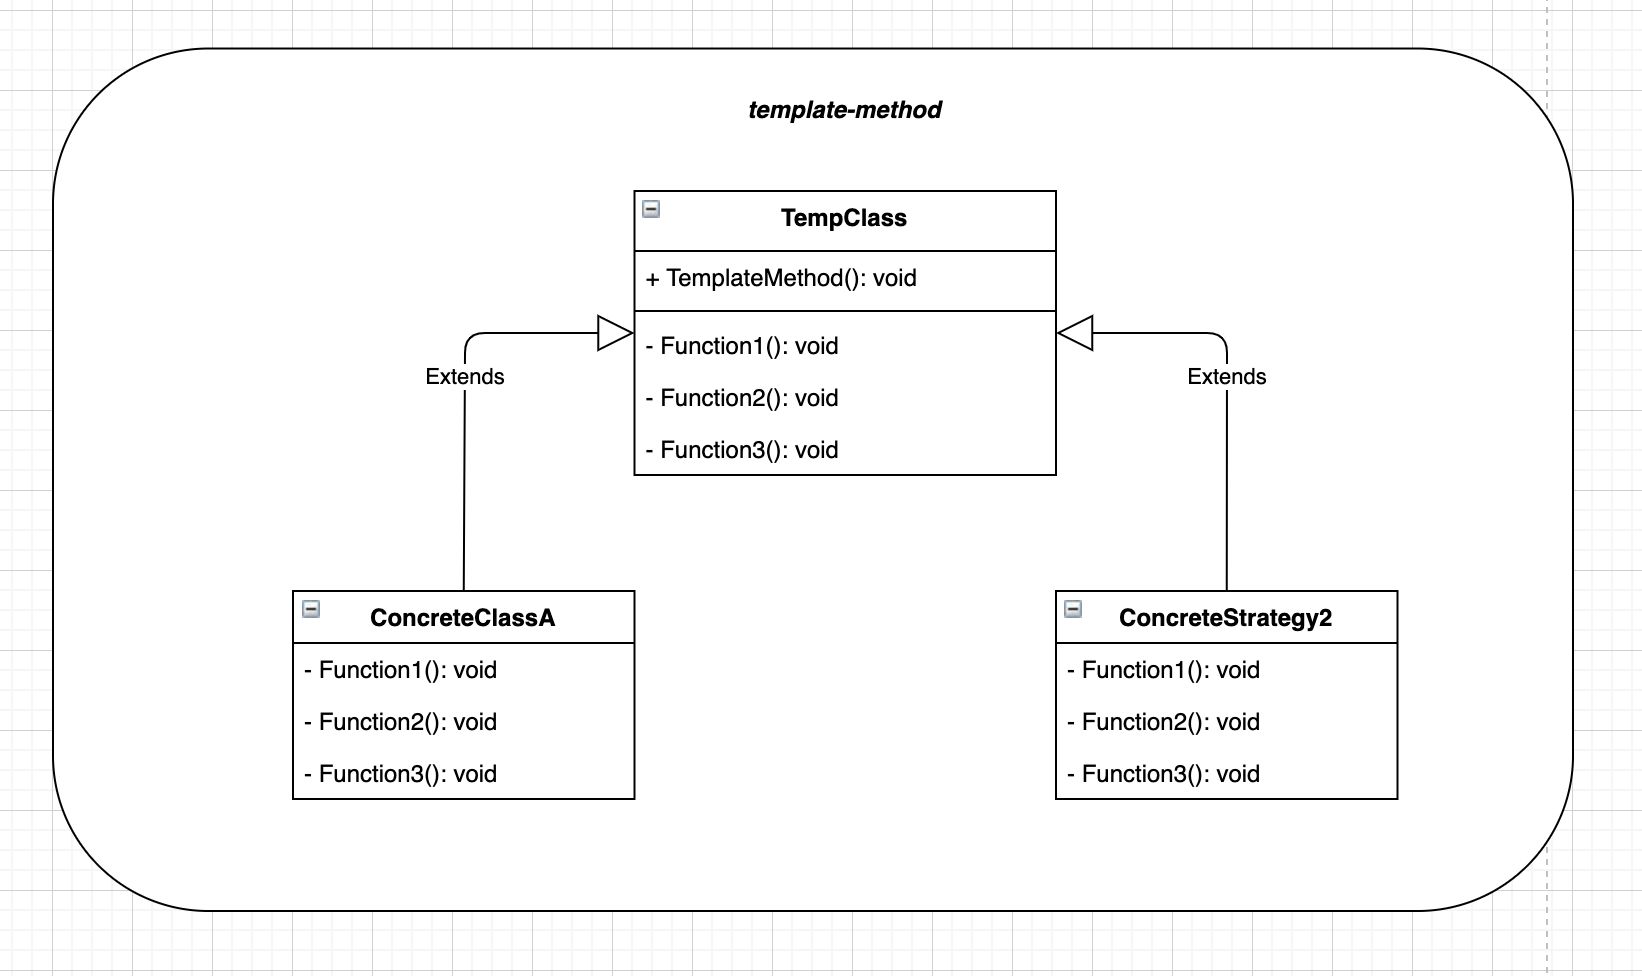 template-method
TempClass
+ TemplateMethod(): void
- Function1(): void
- Function2(): void
- Function3(): void
Extends
Extends
ConcreteClassA
- Function1(): void
- Function2(): void
- Function3(): void
ConcreteStrategy2
- Function1(): void
- Function2(): void
- Function3(): void